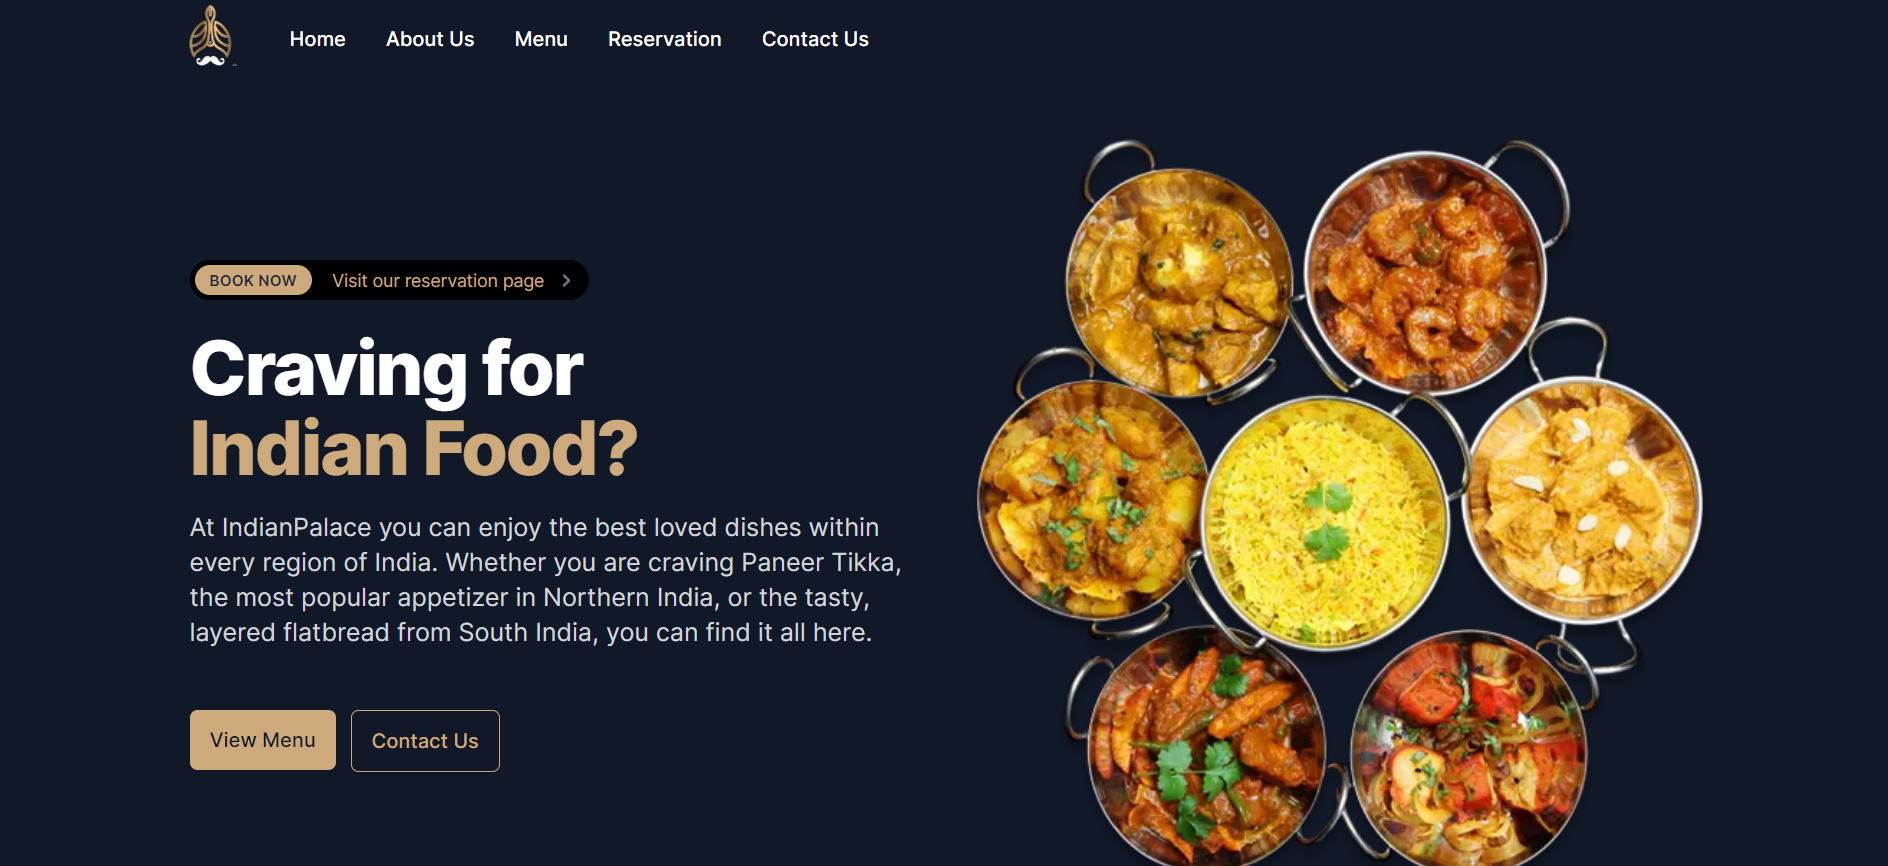 Home About Us Menu Reservation Contact Us
BOOK NOW Visit our reservation page
Craving for
Indian Food?
At IndianPalace you can enjoy the best loved dishes within
every region of India. Whether you are craving Paneer Tikka,
the most popular appetizer in Northern India, or the tasty,
layered flatbread from South India, you can find it all here.
View Menu Contact Us